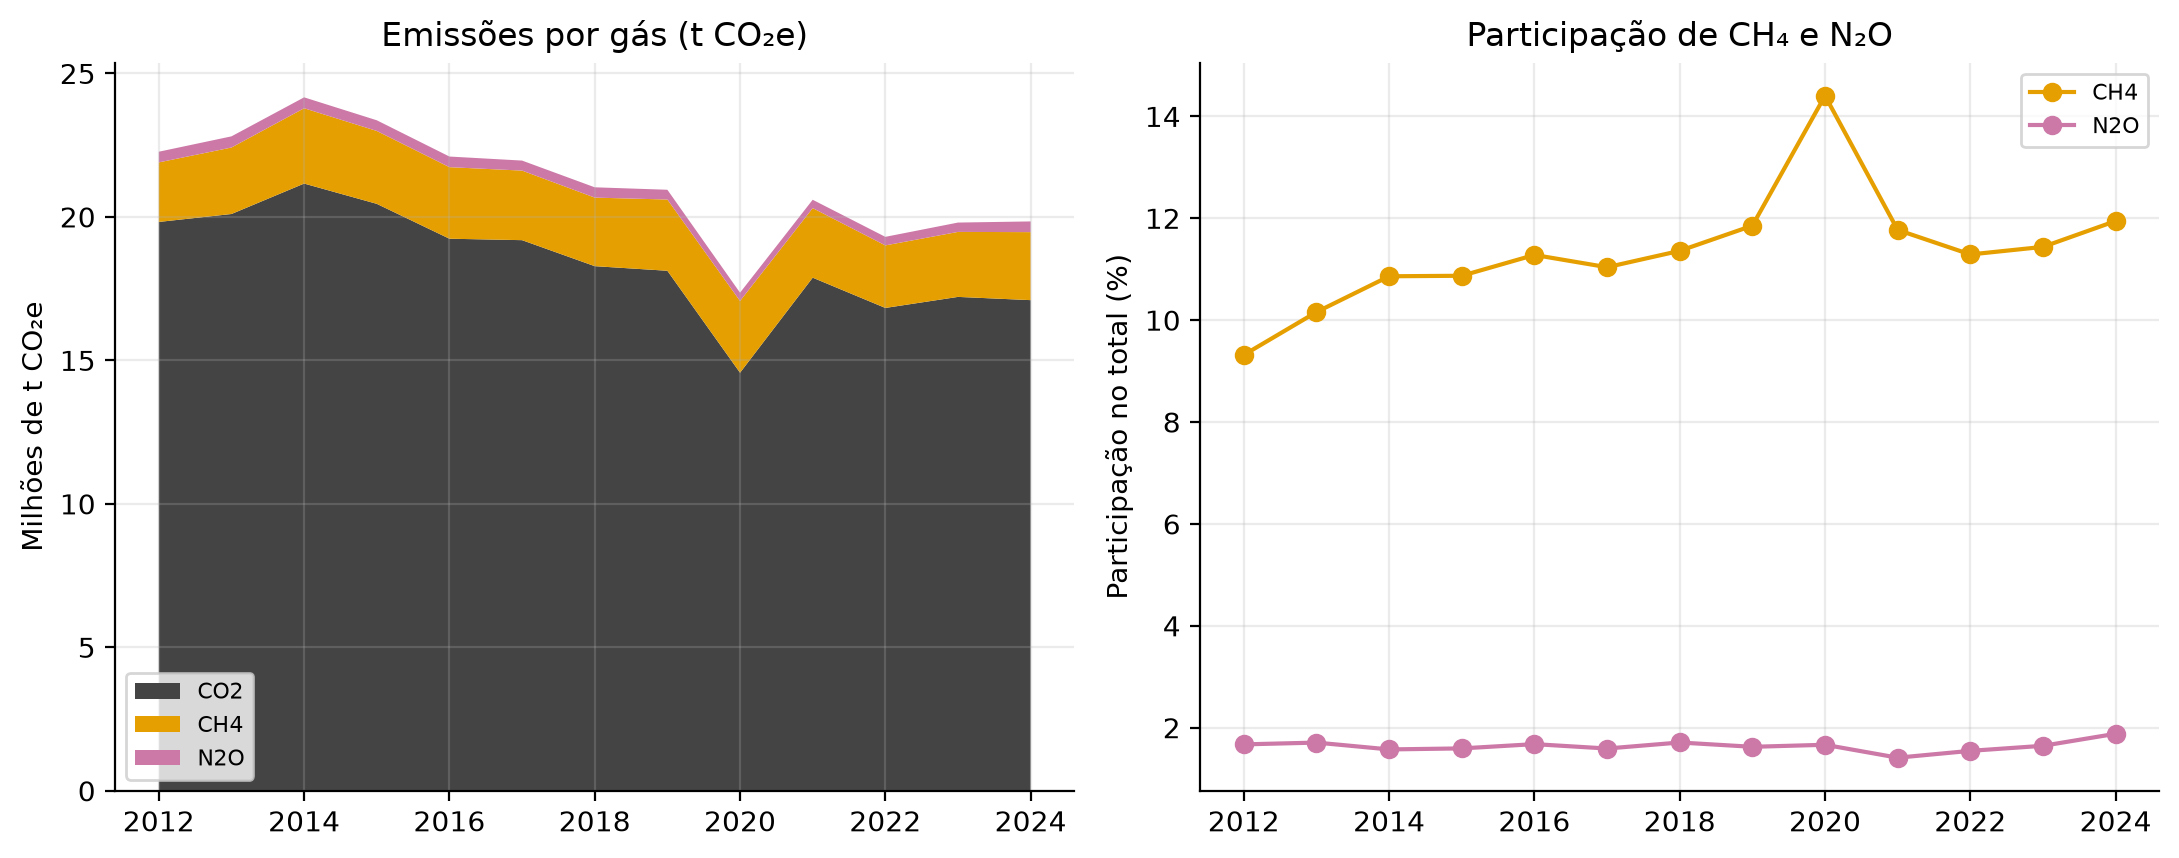 Emissões por gás (t CO₂e)
Milhões de t CO₂e
25
20
15
10
5
0
CO2
CH4
N2O
2012 2014 2016 2018 2020 2022 2024
Participação de CH₄ e N₂O
Participação no total (%)
14
12
10
8
6
4
2
CH4
N2O
2012 2014 2016 2018 2020 2022 2024